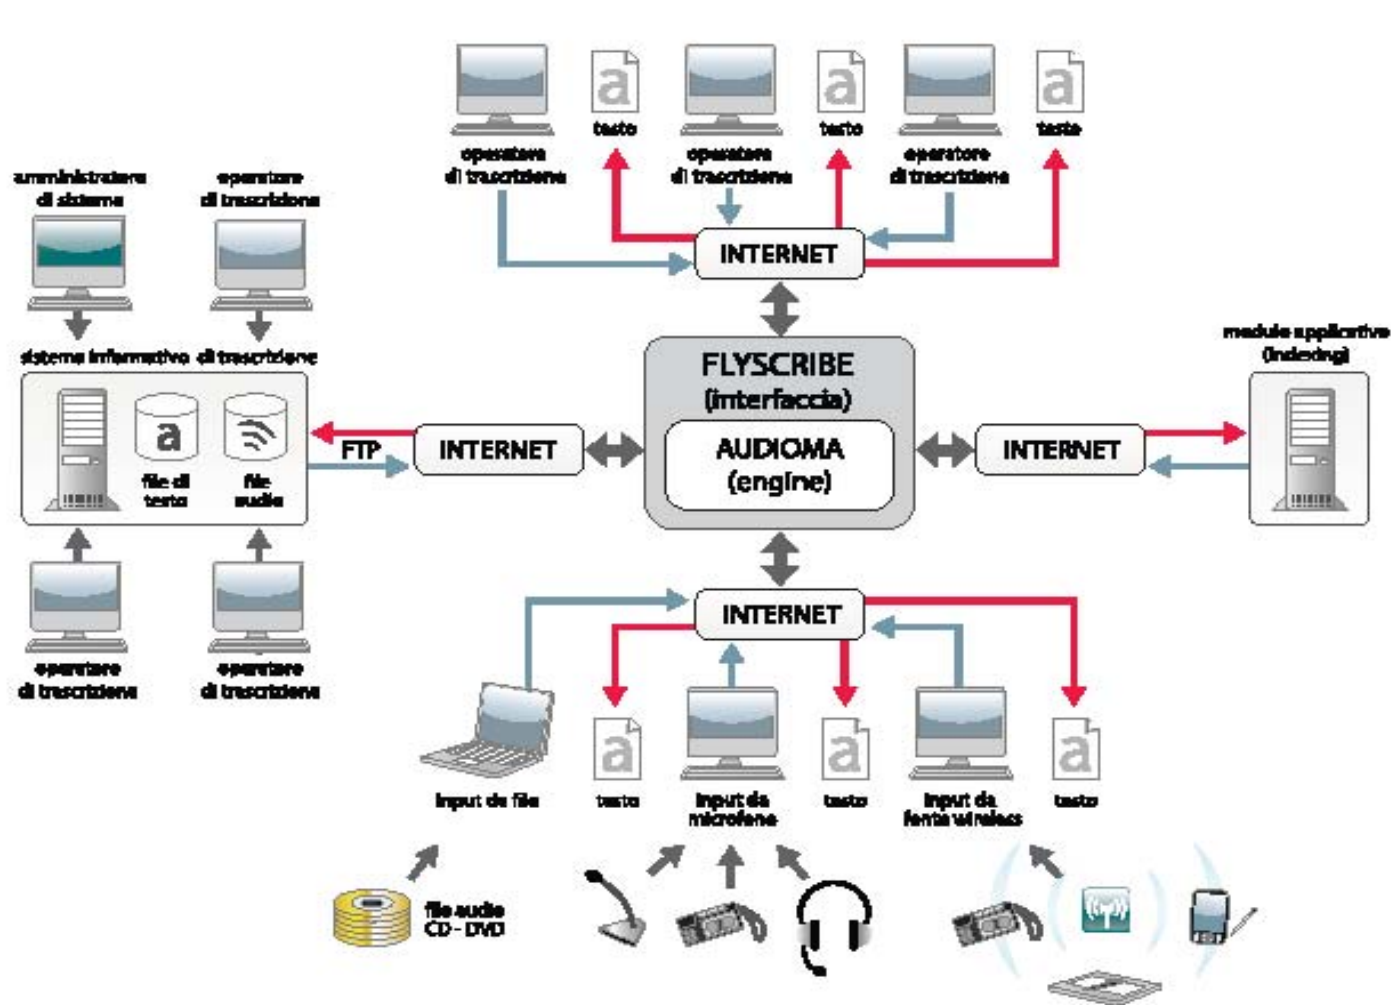 testo
testo
testo
operatore
di trascrizione
operatore
di trascrizione
operatore
di trascrizione
amministratore
di sistema
operatore
di trascrizione
INTERNET
sistema informativo di trascrizione
file di
testo
file
audio
FTP
INTERNET
FLYSCRIBE
(interfaccia)
AUDIOMA
(engine)
INTERNET
modulo applicativo
(indexing)
INTERNET
operatore
di trascrizione
operatore
di trascrizione
input da file
testo
input da
microfono
testo
input da
fonte wireless
testo
file audio
CD - DVD